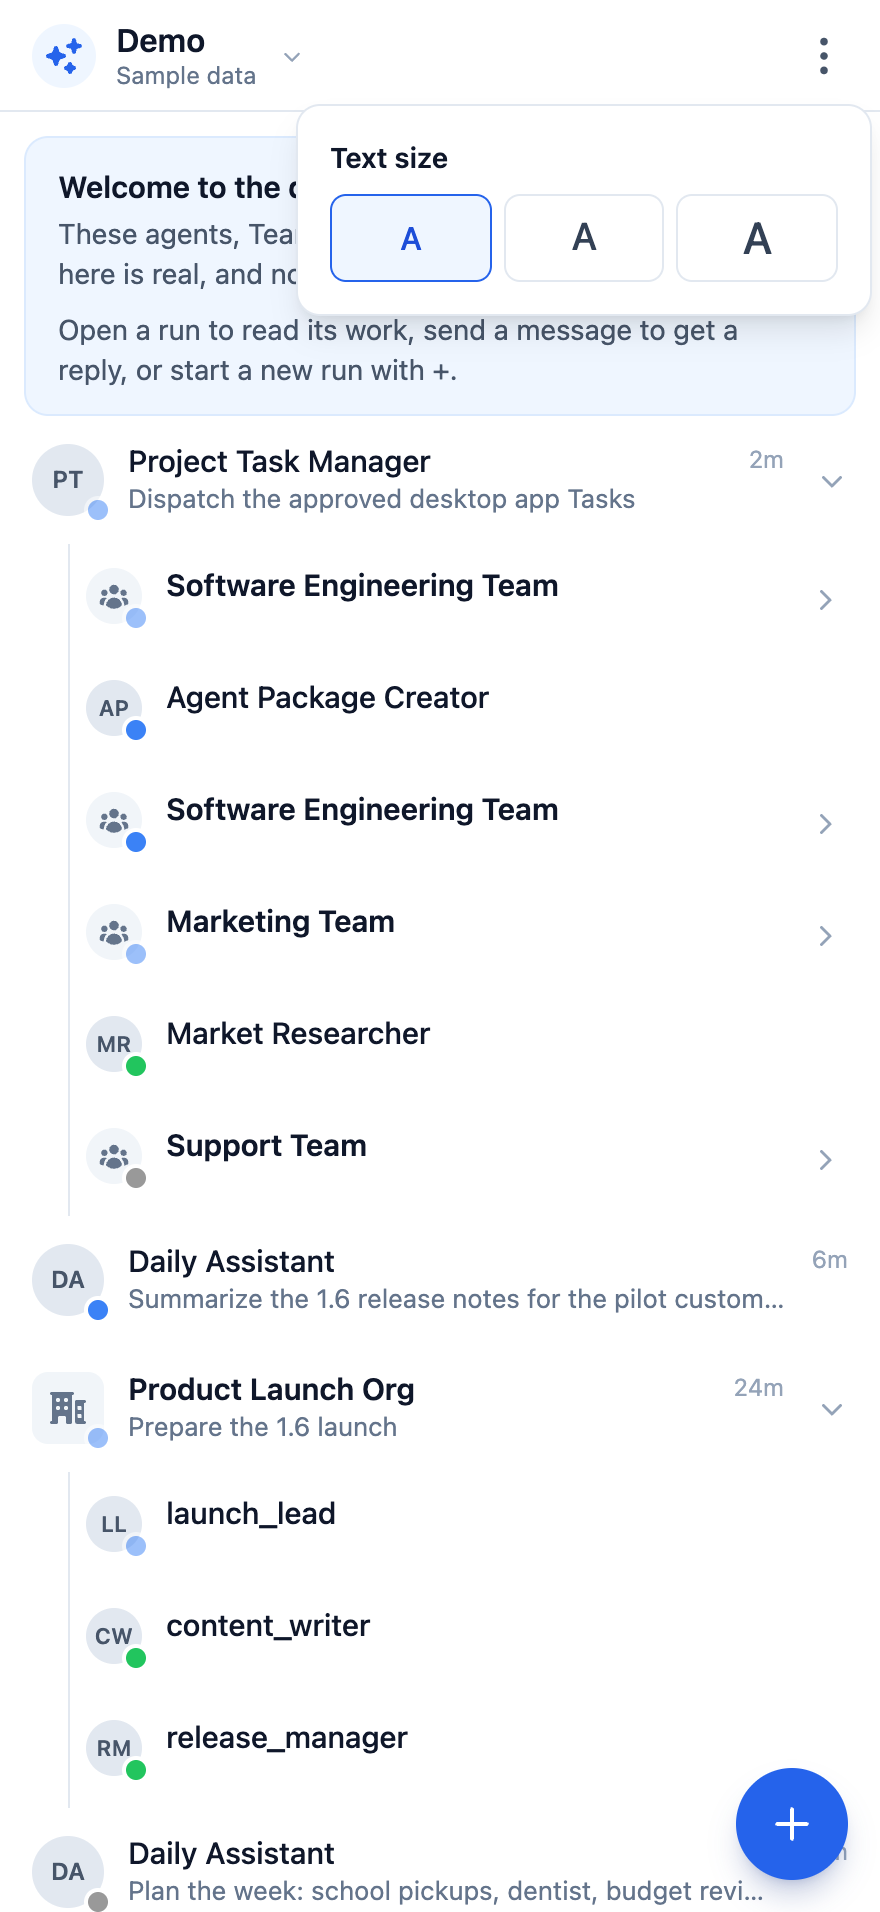 Demo
Sample data
Text size
A A A
Welcome to the
These agents,
here is real, and
Open a run to read its work, send a message to get a
reply, or start a new run with +.
PT
Project Task Manager
2m
Dispatch the approved desktop app Tasks
Software Engineering Team
AP
Agent Package Creator
Software Engineering Team
Marketing Team
MR
Market Researcher
Support Team
DA
Daily Assistant
6m
Summarize the 1.6 release notes for the pilot custom...
Product Launch Org
24m
Prepare the 1.6 launch
LL
launch_lead
CW
content_writer
RM
release_manager
DA
Daily Assistant
Plan the week: school pickups, dentist, budget revi...